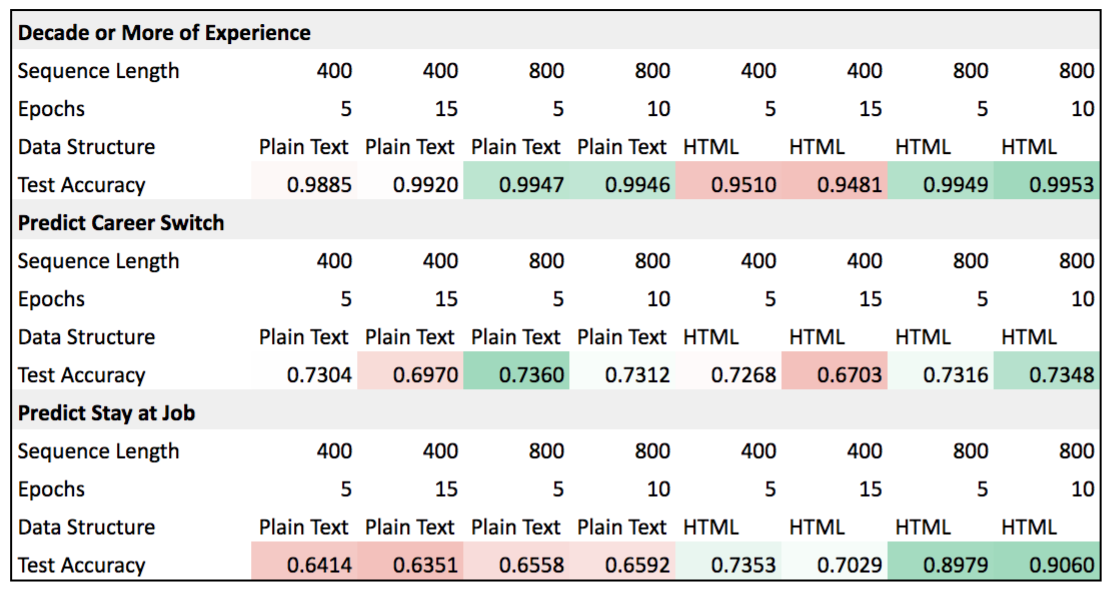 Decade or More of Experience
Sequence Length 400 400 800 800 400 400 800 800
Epochs 5 15 5 10 5 15 5 10
Data Structure Plain Text Plain Text Plain Text Plain Text HTML HTML HTML HTML
Test Accuracy 0.9885 0.9920 0.9947 0.9946 0.9510 0.9481 0.9949 0.9953
Predict Career Switch
Sequence Length 400 400 800 800 400 400 800 800
Epochs 5 15 5 10 5 15 5 10
Data Structure Plain Text Plain Text Plain Text Plain Text HTML HTML HTML HTML
Test Accuracy 0.7304 0.6970 0.7360 0.7312 0.7268 0.6703 0.7316 0.7348
Predict Stay at Job
Sequence Length 400 400 800 800 400 400 800 800
Epochs 5 15 5 10 5 15 5 10
Data Structure Plain Text Plain Text Plain Text Plain Text HTML HTML HTML HTML
Test Accuracy 0.6414 0.6351 0.6558 0.6592 0.7353 0.7029 0.8979 0.9060